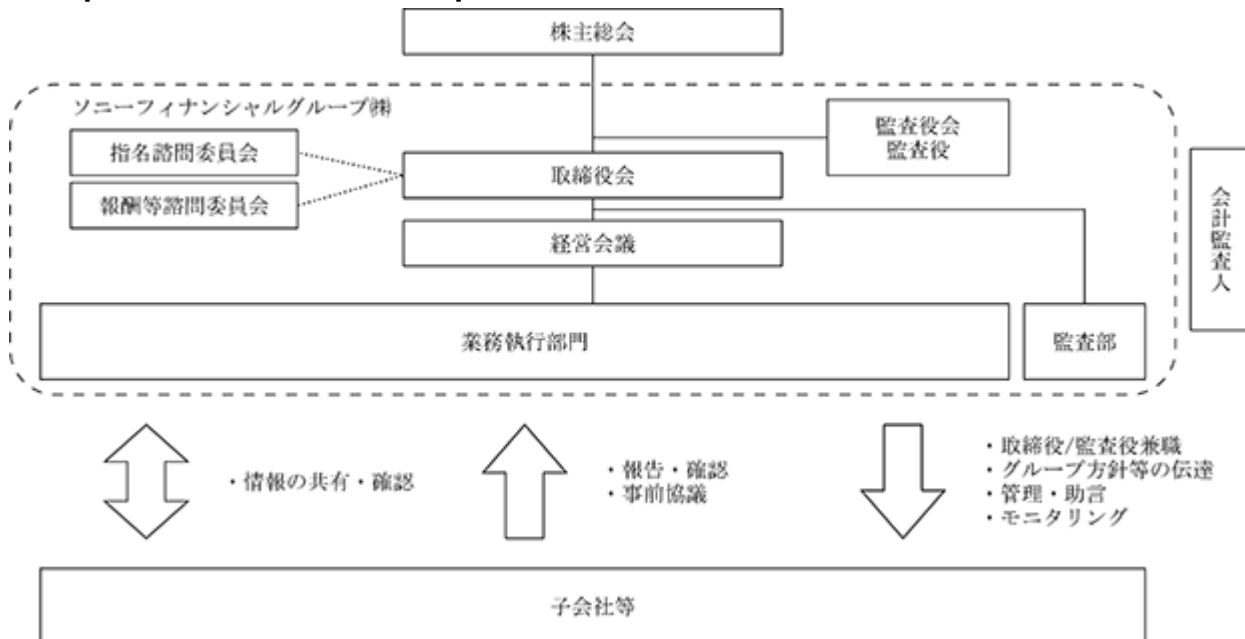 株主総会
ソニーフィナンシャルグループ㈱
監査役会
監査役
指名諮問委員会
取締役会
報酬等諮問委員会
経営会議
会計監査人
業務執行部門
監査部
・情報の共有・確認
・報告・確認
・事前協議
・取締役/監査役兼職
・グループ方針等の伝達
・管理・助言
・モニタリング
子会社等